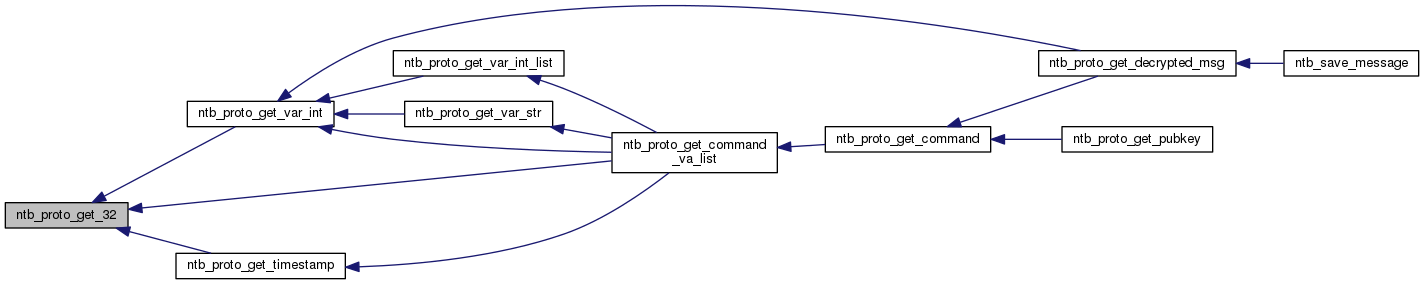 ntb_proto_get_32
ntb_proto_get_var_int
ntb_proto_get_timestamp
ntb_proto_get_var_int_list
ntb_proto_get_var_str
ntb_proto_get_command
_va_list
ntb_proto_get_command
ntb_proto_get_decrypted_msg
ntb_proto_get_pubkey
ntb_save_message